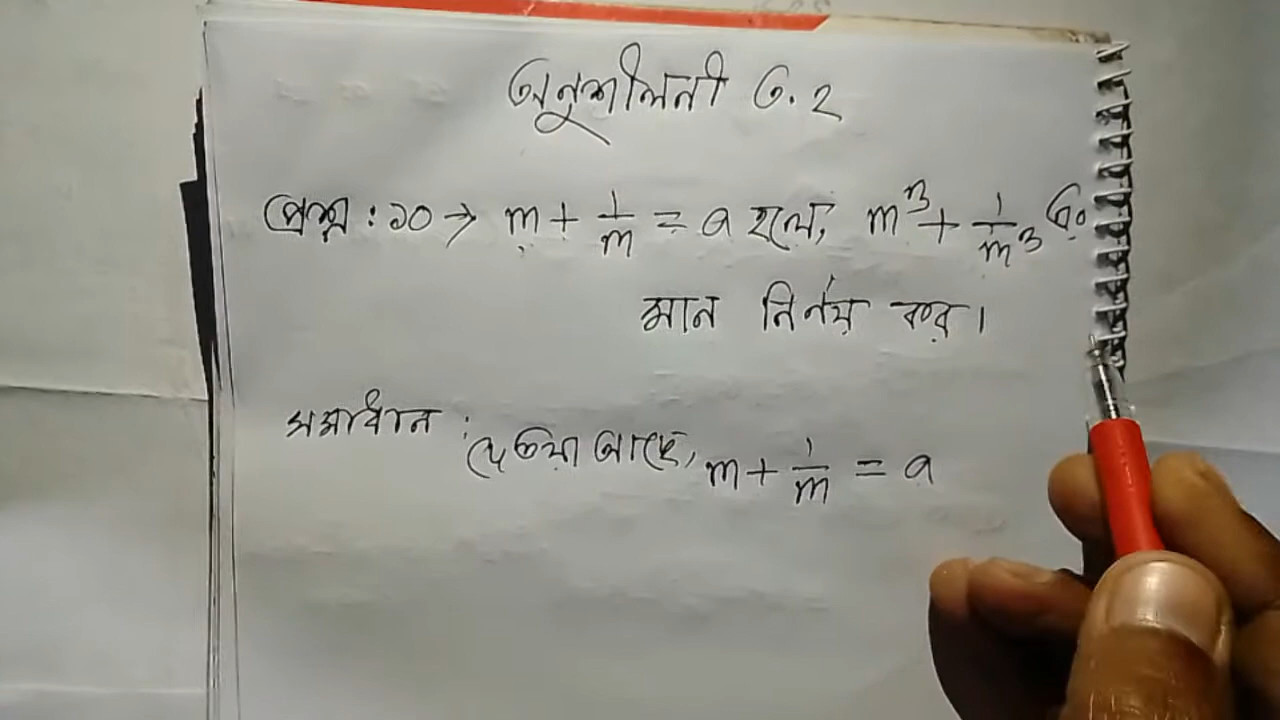 অনুশীলনী ৩.২
প্রশ্ন : ১০ → m + 1/m = a হলে, m³ + 1/m³ এর
মান নির্ণয় কর।
সমাধান : দেওয়া আছে, m + 1/m = a